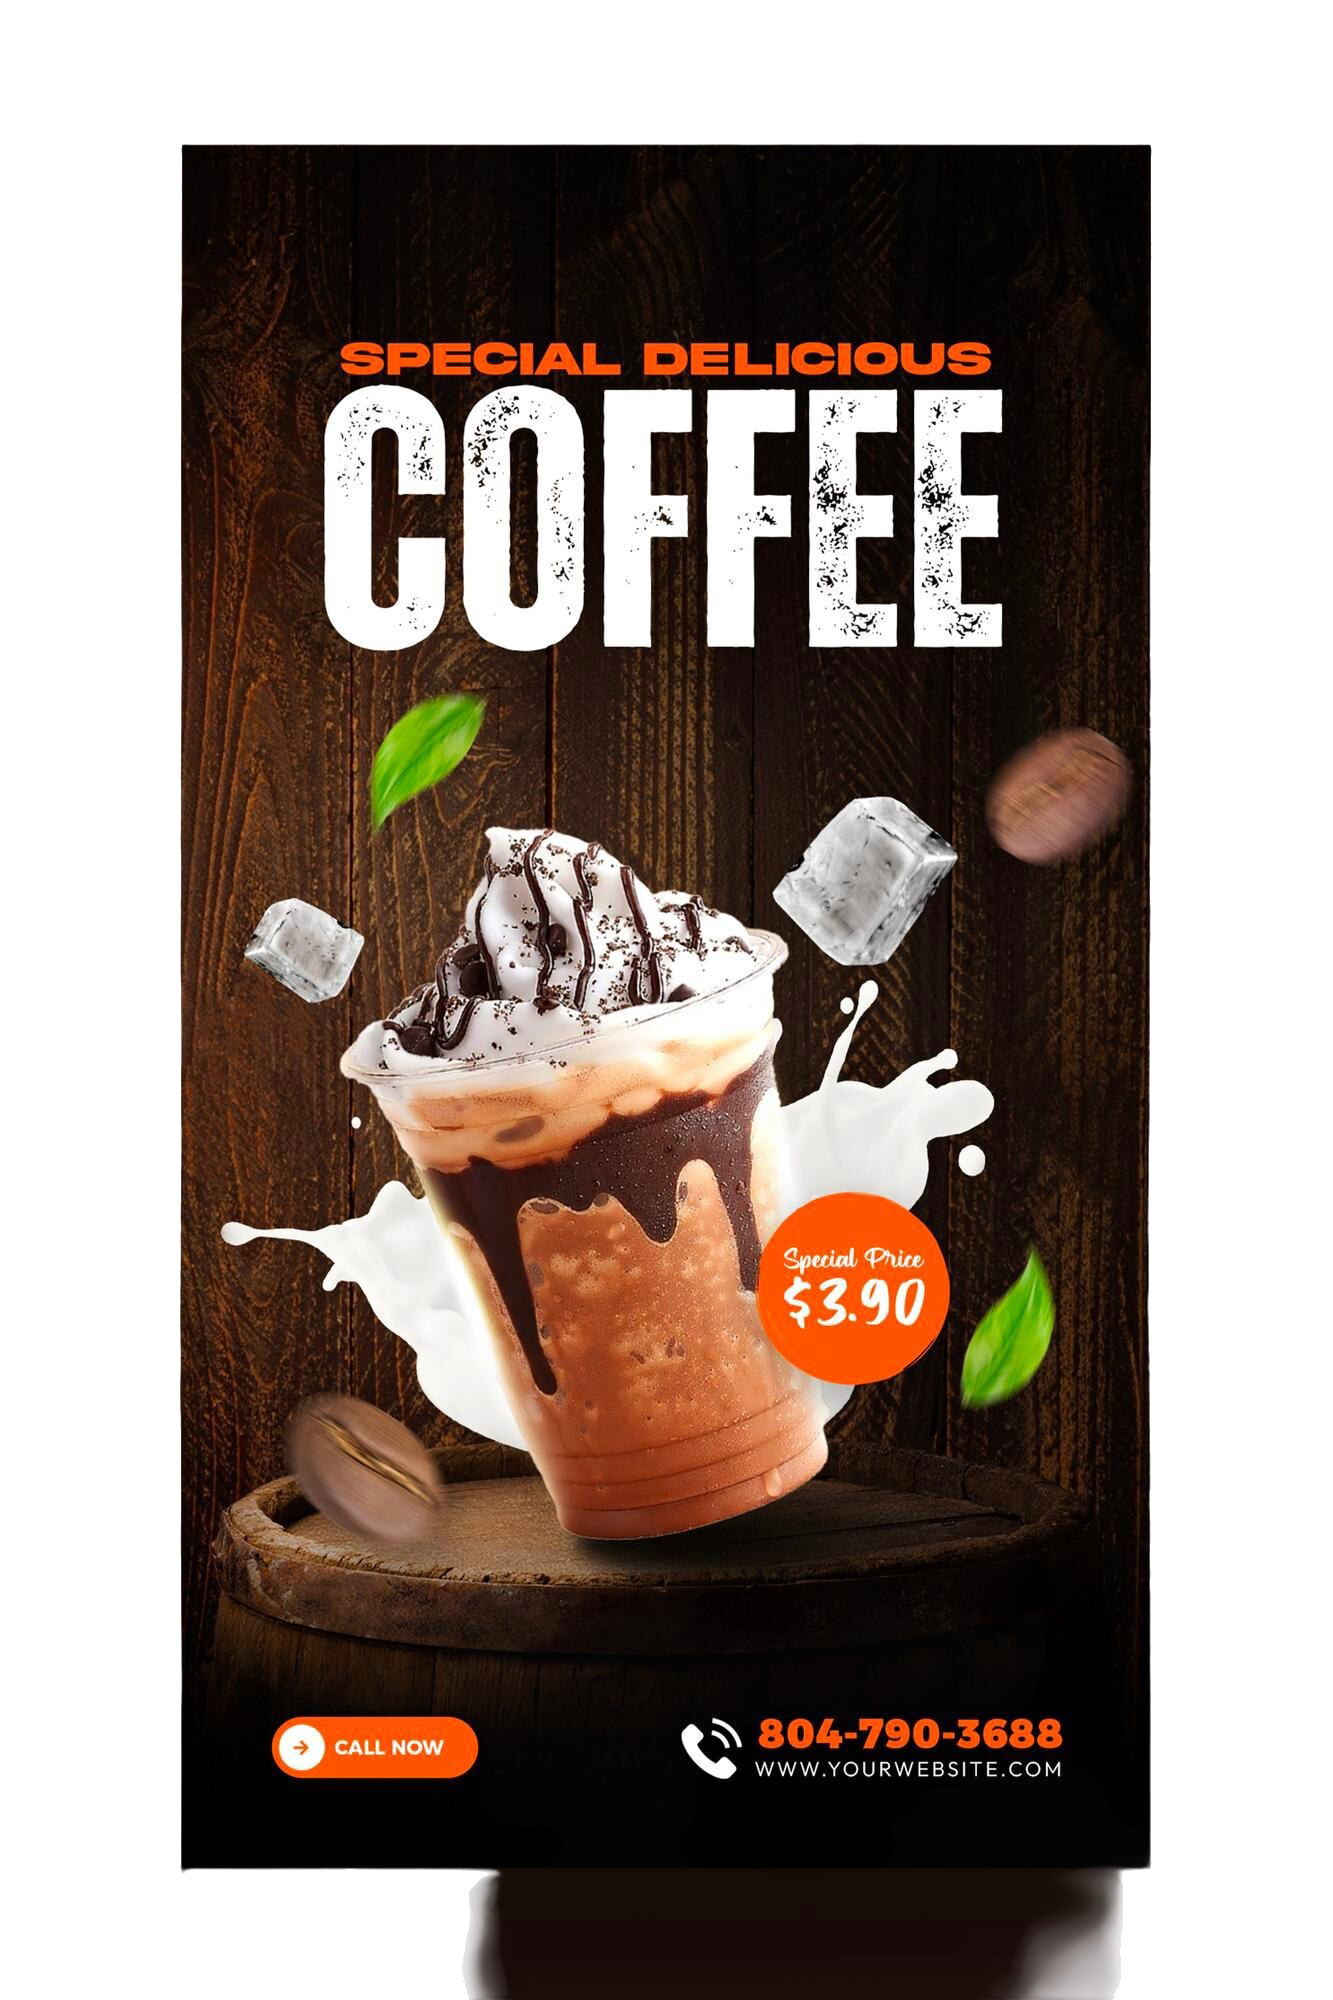 SPECIAL DELICIOUS
COFFEE
Special Price
$3.90
CALL NOW
804-790-3688
WWW.YOURWEBSITE.COM